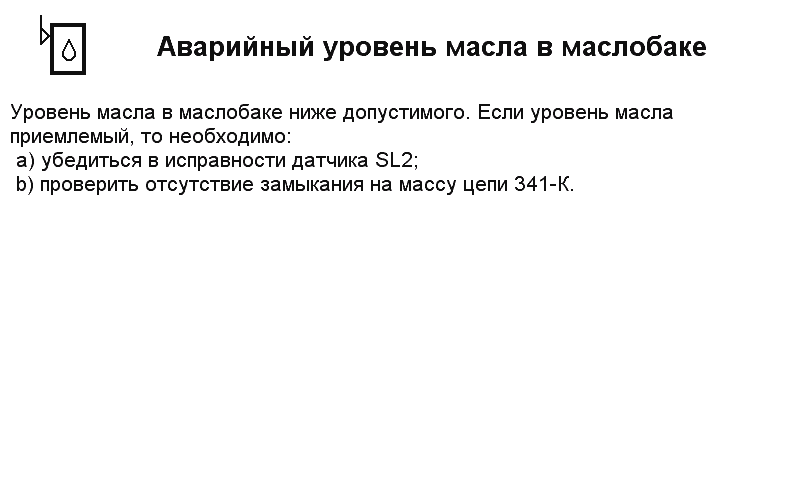 Аварийный уровень масла в маслобаке
Уровень масла в маслобаке ниже допустимого. Если уровень масла
приемлемый, то необходимо:
a) убедиться в исправности датчика SL2;
b) проверить отсутствие замыкания на массу цепи 341-К.